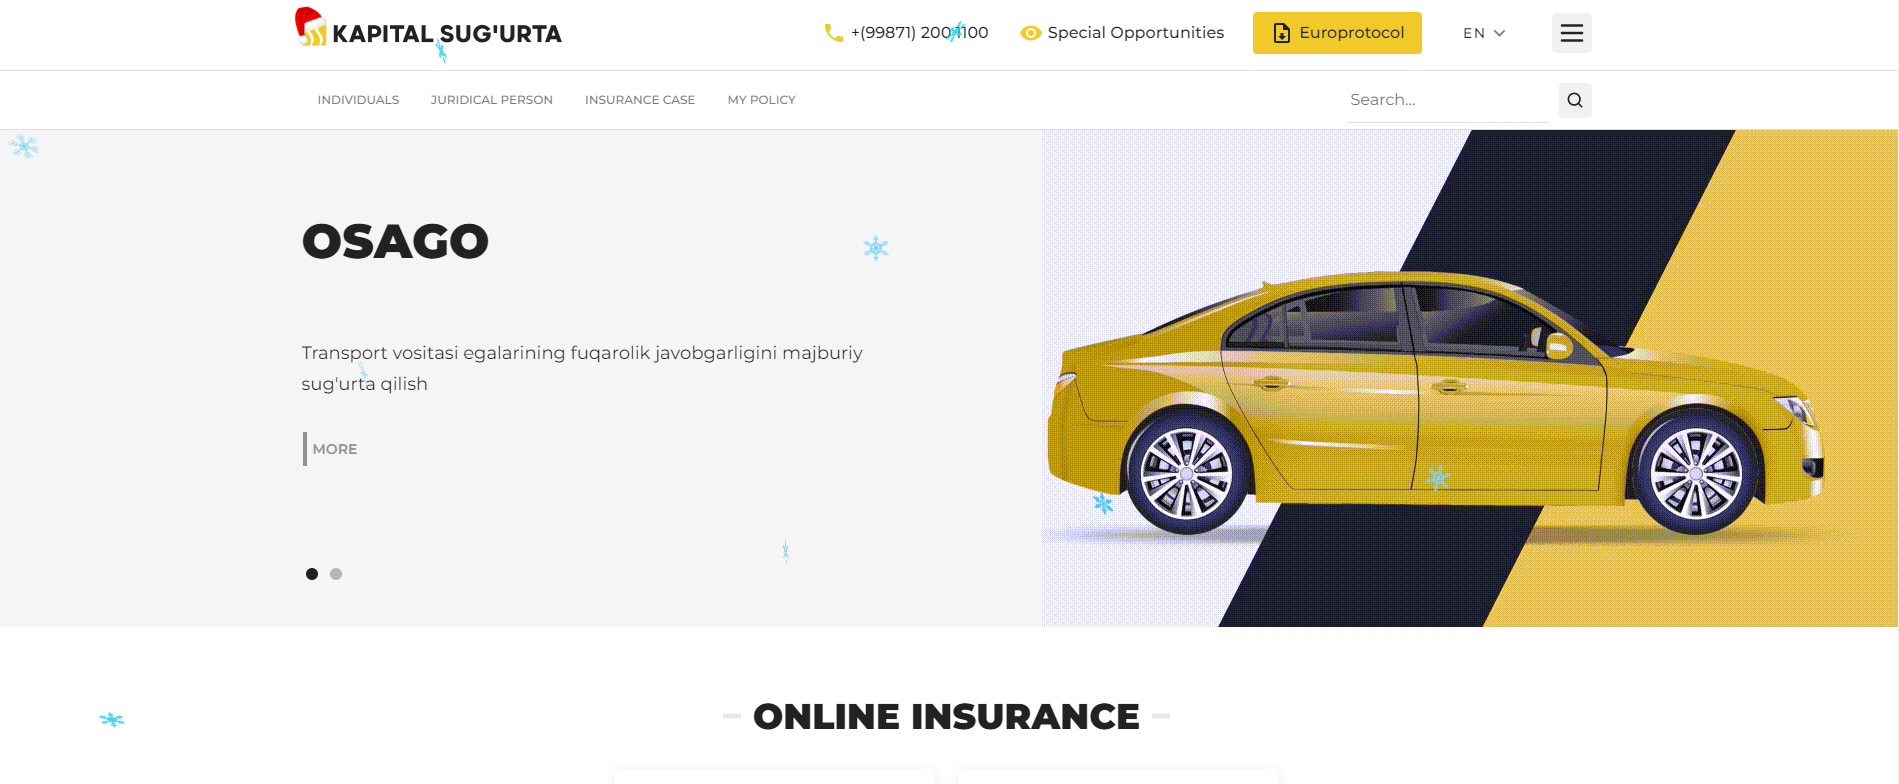 KAPITAL SUG'URTA
+(99871) 200 1100
Special Opportunities
Europrotocol
EN
INDIVIDUALS
JURIDICAL PERSON
INSURANCE CASE
MY POLICY
Search...
OSAGO
Transport vositasi egalarining fuqarolik javobgarligini majburiy
sug'urta qilish
MORE
ONLINE INSURANCE